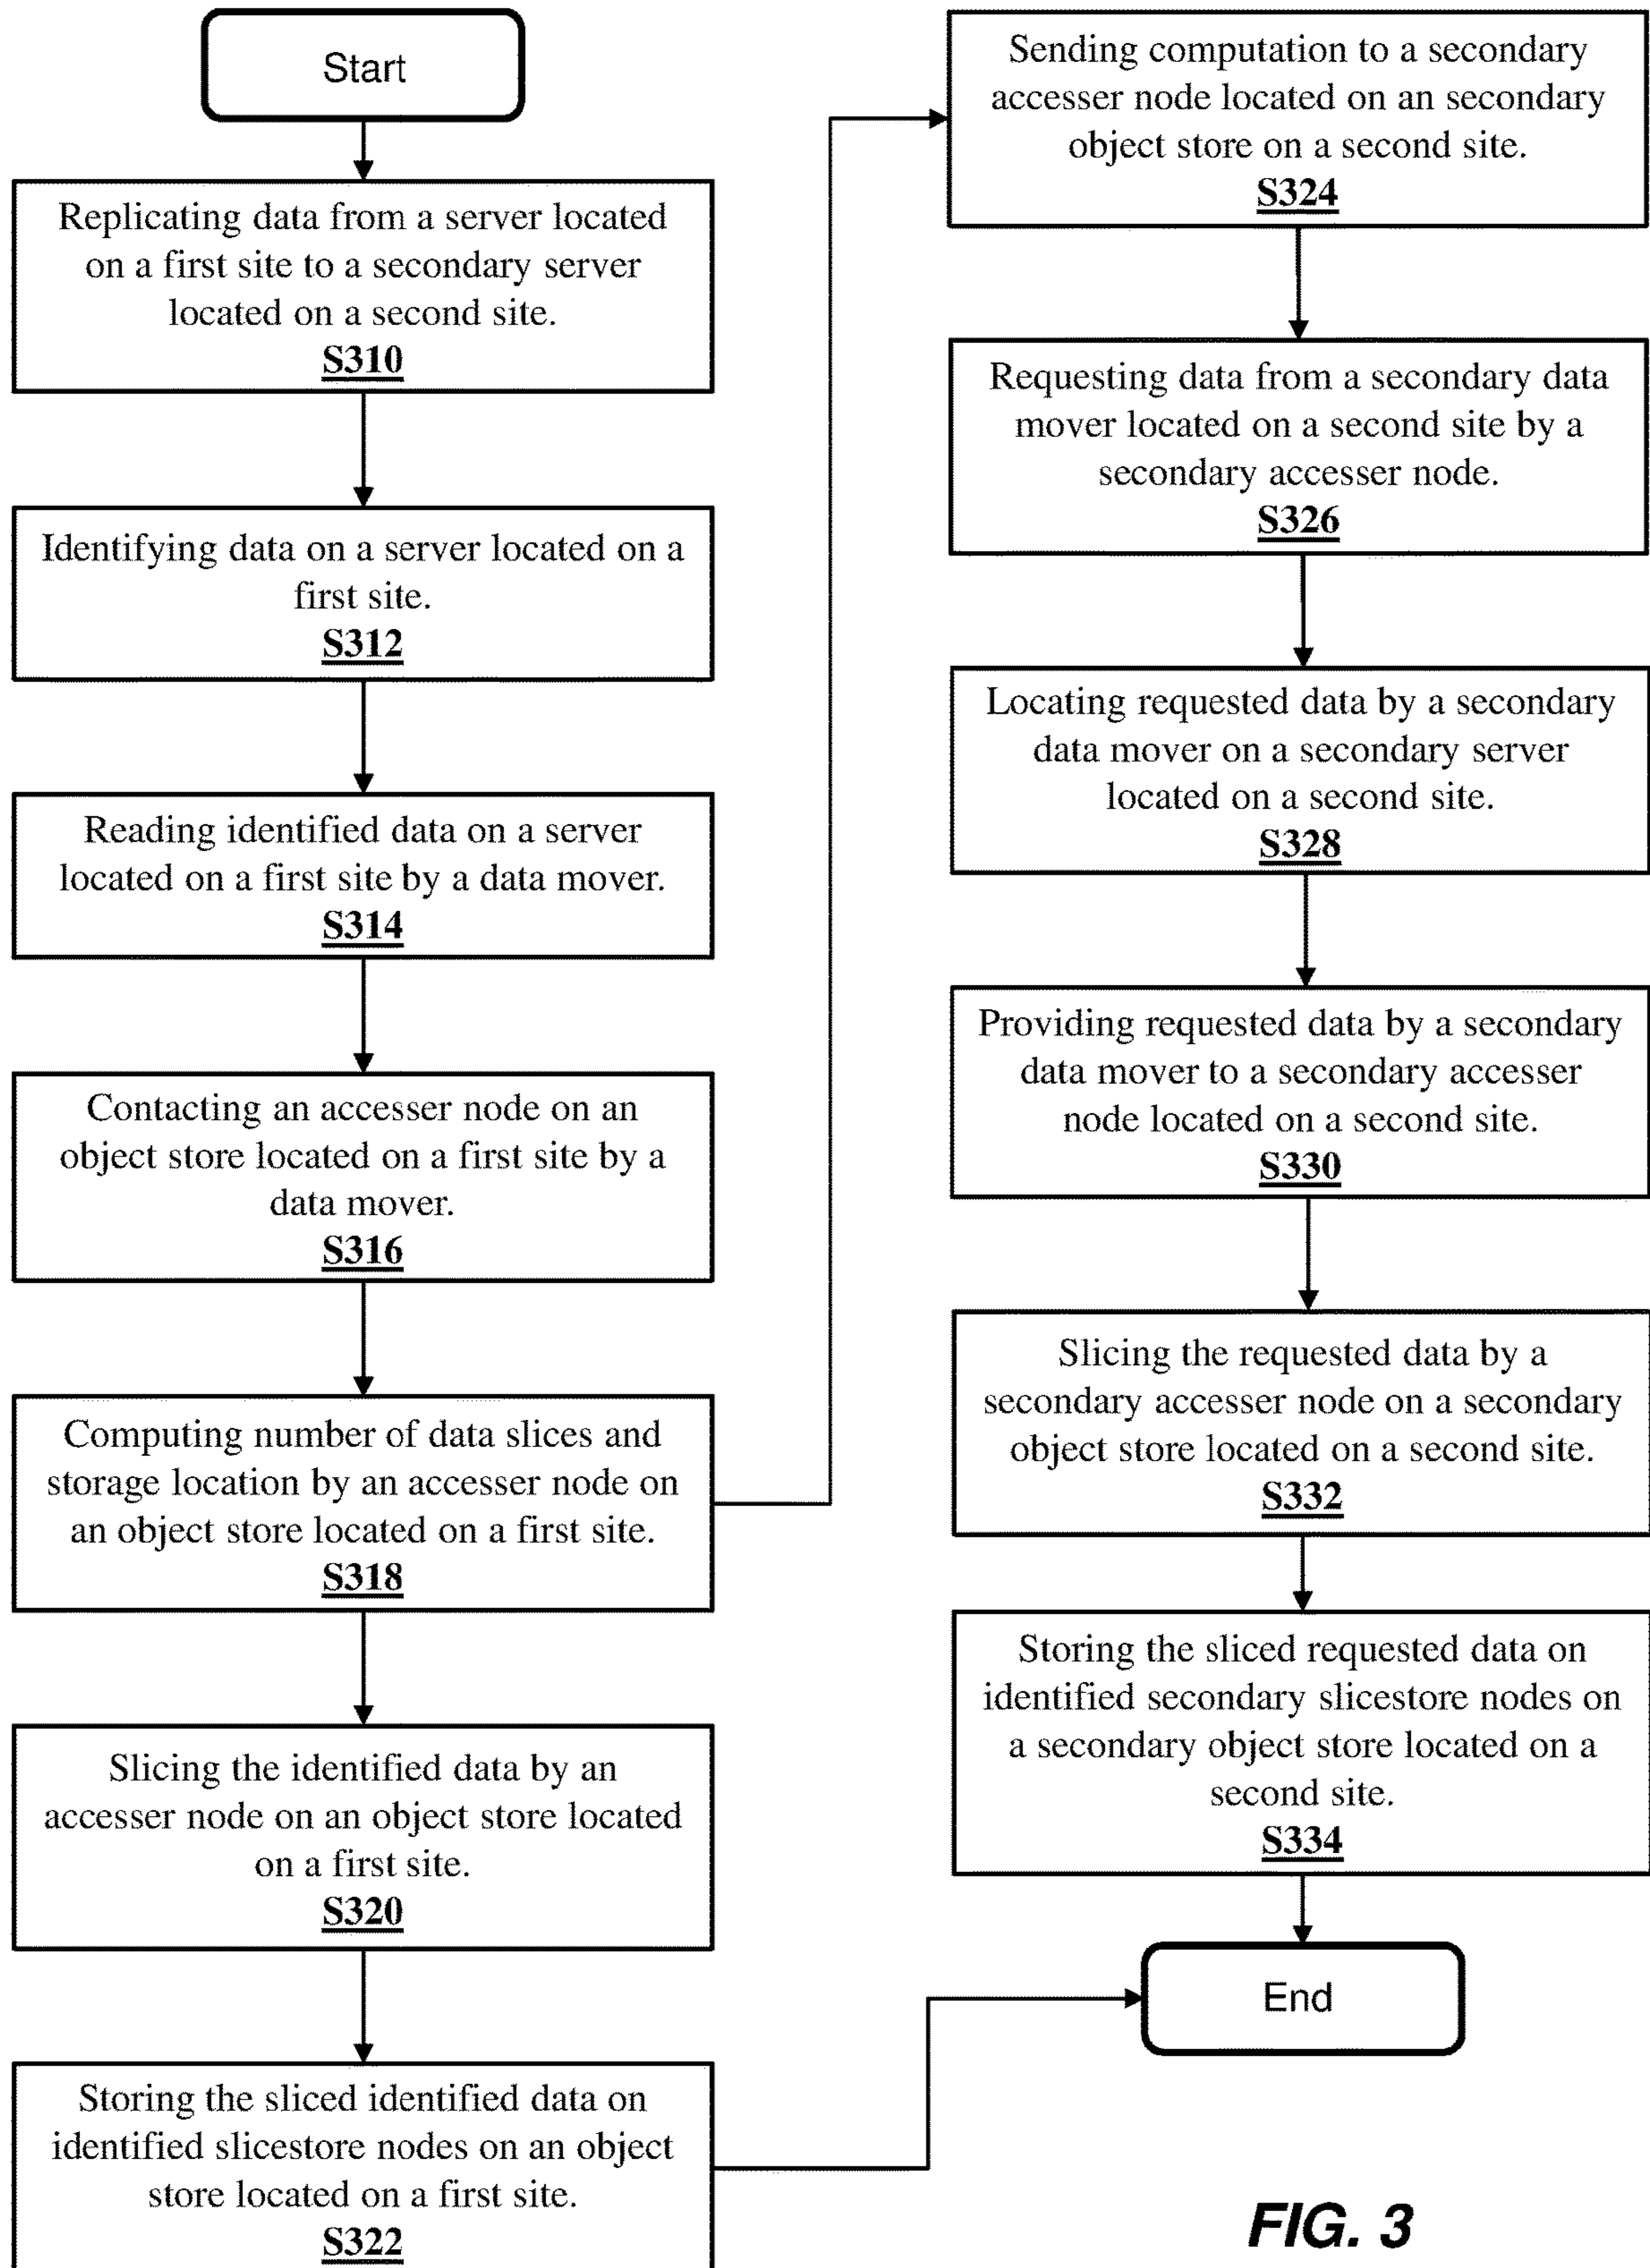 Start
Replicating data from a server located
on a first site to a secondary server
located on a second site.
S310
Identifying data on a server located on a
first site.
S312
Reading identified data on a server
located on a first site by a data mover.
S314
Contacting an accesser node on an
object store located on a first site by a
data mover.
S316
Computing number of data slices and
storage location by an accesser node on
an object store located on a first site.
S318
Slicing the identified data by an
accesser node on an object store located
on a first site.
S320
Storing the sliced identified data on
identified slicestore nodes on an object
store located on a first site.
S322
Sending computation to a secondary
accesser node located on an secondary
object store on a second site.
S324
Requesting data from a secondary data
mover located on a second site by a
secondary accesser node.
S326
Locating requested data by a secondary
data mover on a secondary server
located on a second site.
S328
Providing requested data by a secondary
data mover to a secondary accesser
node located on a second site.
S330
Slicing the requested data by a
secondary accesser node on a secondary
object store located on a second site.
S332
Storing the sliced requested data on
identified secondary slicestore nodes on
a secondary object store located on a
second site.
S334
End
FIG. 3